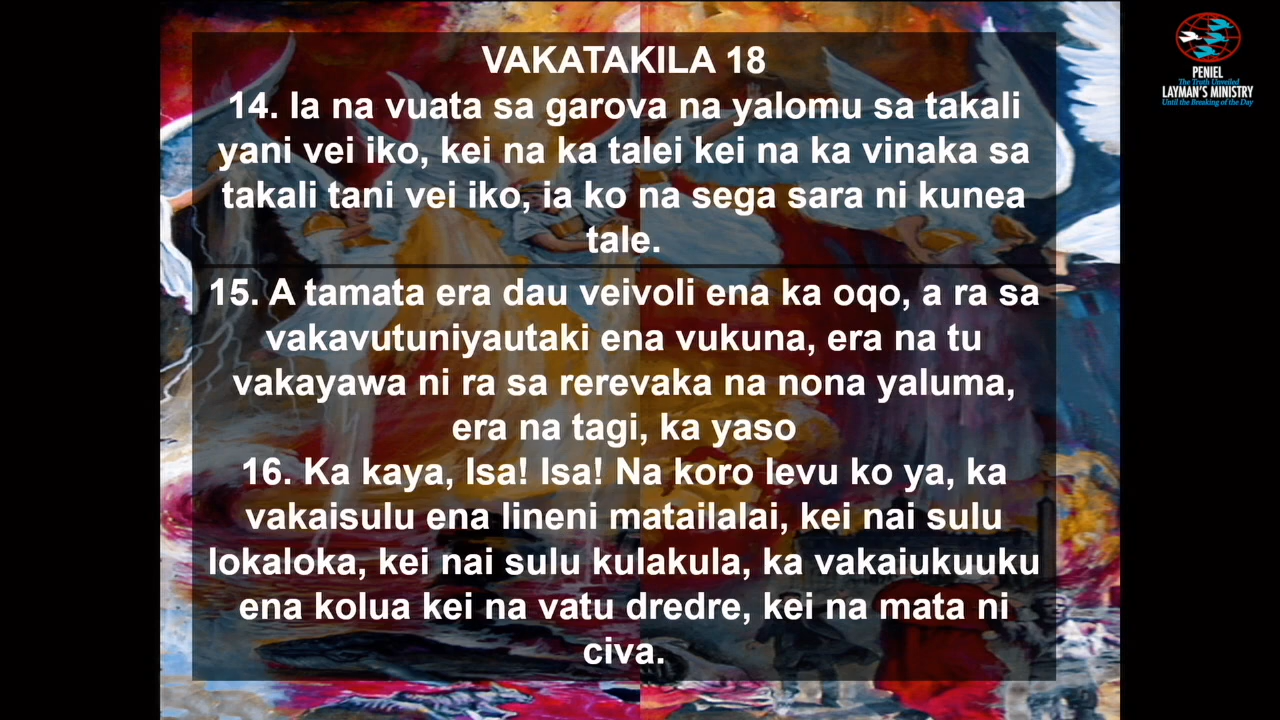 VAKATAKILA 18
14. Ia na vuata sa garova na yalomu sa takali
yani vei iko, kei na ka talei kei na ka vinaka sa
takali tani vei iko, ia ko na sega sara ni kunea
tale.
15. A tamata era dau veivoli ena ka oqo, a ra sa
vakavutuniyautaki ena vukuna, era na tu
vakayawa ni ra sa rerevaka na nona yaluma,
era na tagi, ka yaso
16. Ka kaya, Isa! Isa! Na koro levu ko ya, ka
vakaisulu ena lineni matailalai, kei nai sulu
lokaloka, kei nai sulu kulakula, ka vakaiukuuku
ena kolua kei na vatu dredre, kei na mata ni
civa.
PENIEL
The Truth Unveiled
LAYMAN'S MINISTRY
Until the Breaking of the Day